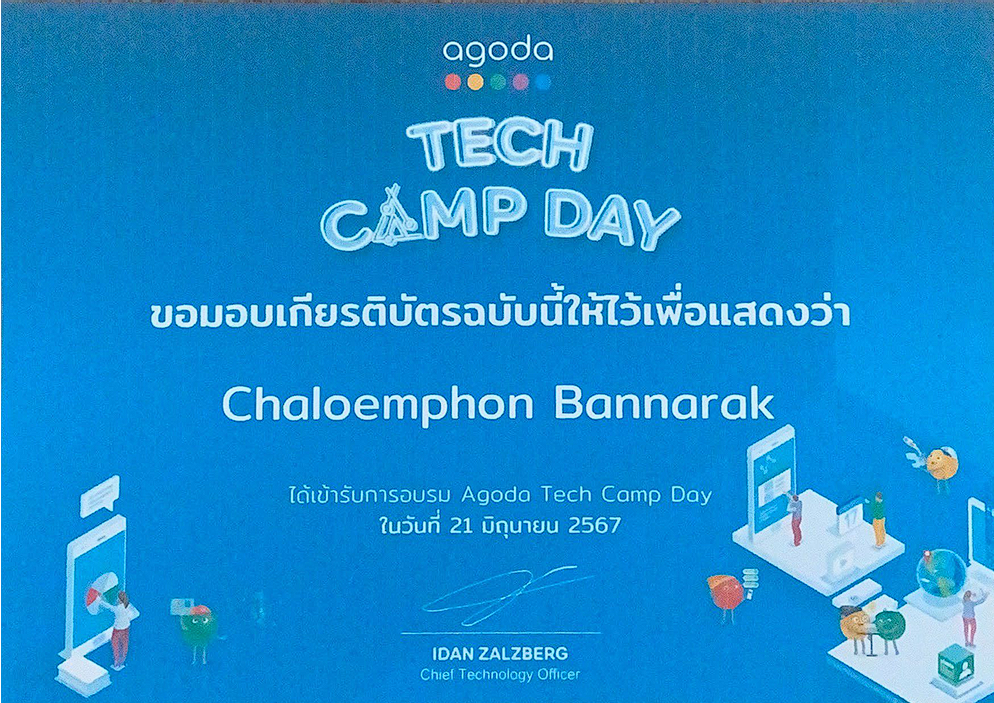 agoda
TECH
CAMP DAY
ขอมอบเกียรติบัตรฉบับนี้ให้ไว้เพื่อแสดงว่า
Chaloemphon Bannarak
ได้เข้ารับการอบรม Agoda Tech Camp Day
ในวันที่ 21 มิถุนายน 2567
IDAN ZALZBERG
Chief Technology Officer